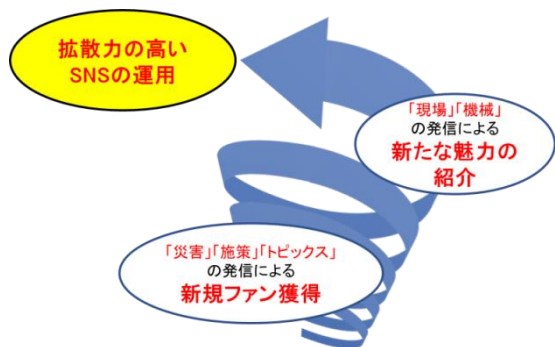 拡散力の高い
SNSの運用
「現場」「機械」
の発信による
新たな魅力の
紹介
「災害」「施策」「トピックス」
の発信による
新規ファン獲得